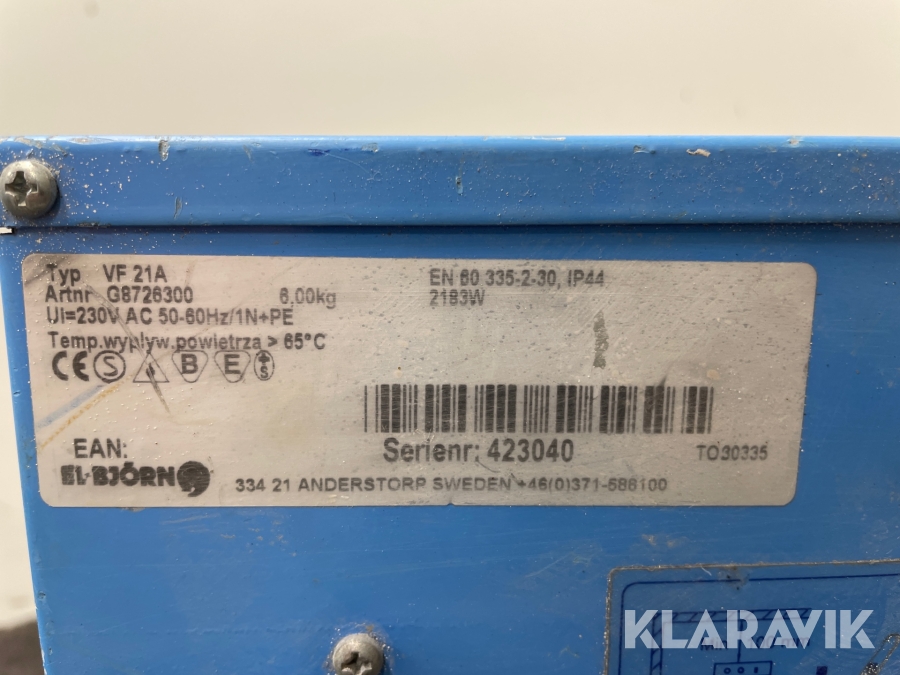 Typ VF 21A
Artnr G8726300 6,00kg
UI=230V AC 50-60Hz/1N+PE
Temp.wyplyw.powietrza > 65°C
EN 60 335-2-30, IP44
2183W
CE S B E S
EAN:
Serienr: 423040
TO30335
EL·BJÖRN
334 21 ANDERSTORP SWEDEN +46(0)371-588100
KLARAVIK